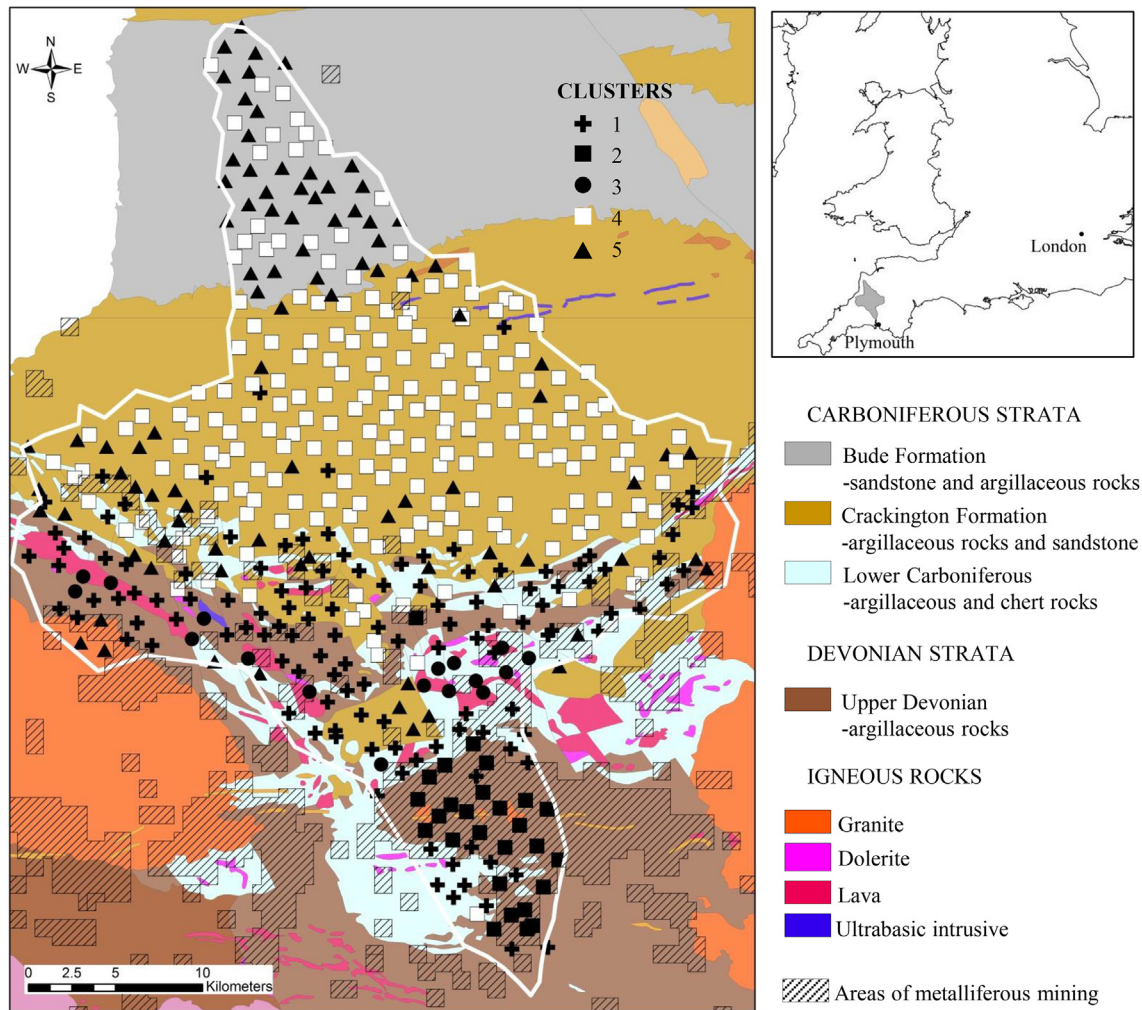 N
W E
S
CLUSTERS
1
2
3
4
5
0 2.5 5 10
Kilometers
London
Plymouth
CARBONIFEROUS STRATA
Bude Formation
-sandstone and argillaceous rocks
Crackington Formation
-argillaceous rocks and sandstone
Lower Carboniferous
-argillaceous and chert rocks
DEVONIAN STRATA
Upper Devonian
-argillaceous rocks
IGNEOUS ROCKS
Granite
Dolerite
Lava
Ultrabasic intrusive
Areas of metalliferous mining